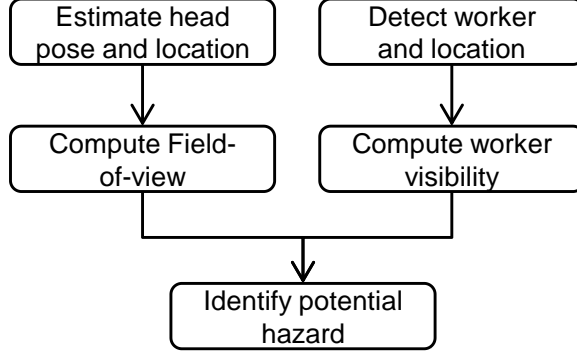 Estimate head
pose and location
Detect worker
and location
Compute Field-
of-view
Compute worker
visibility
Identify potential
hazard